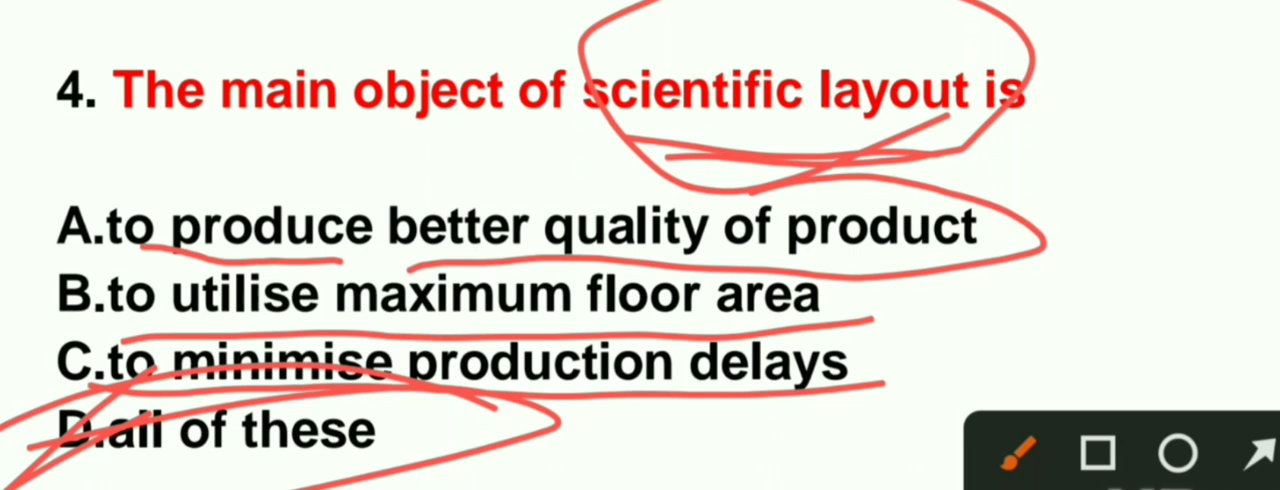 4. The main object of scientific layout is
A.to produce better quality of product
B.to utilise maximum floor area
C.to minimise production delays
D.all of these